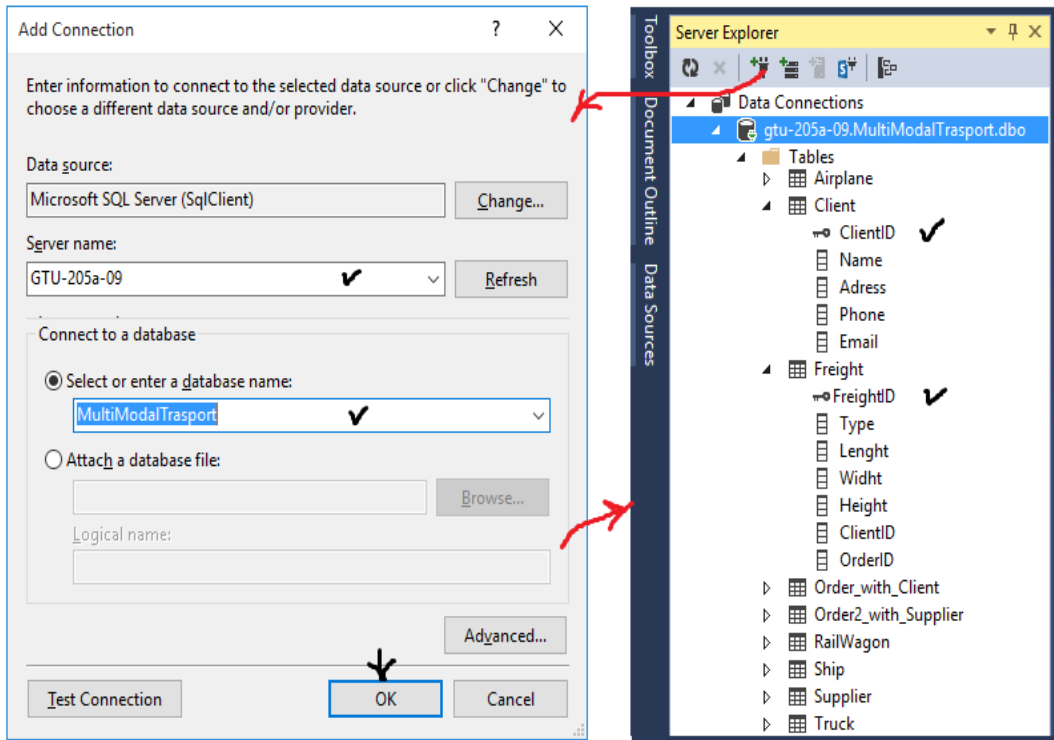 Add Connection
?
Enter information to connect to the selected data source or click "Change" to
choose a different data source and/or provider.
Data source:
Microsoft SQL Server (SqlClient)
Change...
Server name:
GTU-205a-09
Refresh
Connect to a database
Select or enter a database name:
MultiModalTrasport
Attach a database file:
Browse...
Logical name:
Advanced...
Test Connection
OK
Cancel
Toolbox
Document Outline
Data Sources
Server Explorer
Data Connections
gtu-205a-09.MultiModalTrasport.dbo
Tables
Airplane
Client
ClientID
Name
Adress
Phone
Email
Freight
FreightID
Type
Lenght
Widht
Height
ClientID
OrderID
Order_with_Client
Order2_with_Supplier
RailWagon
Ship
Supplier
Truck